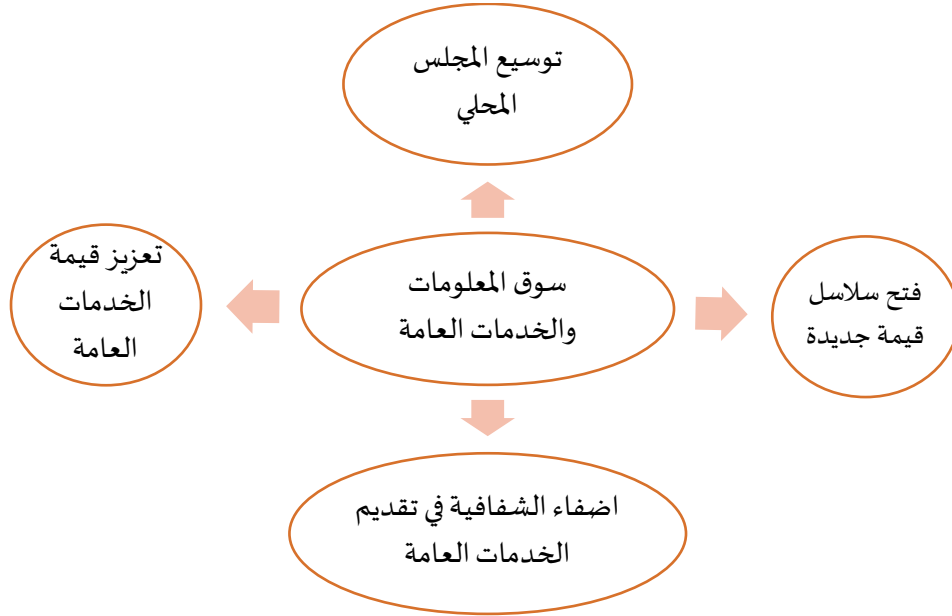 توسيع المجلس
المحلي
تعزيز قيمة
الخدمات
العامة
سوق المعلومات
والخدمات العامة
فتح سلاسل
قيمة جديدة
اضفاء الشفافية في تقديم
الخدمات العامة